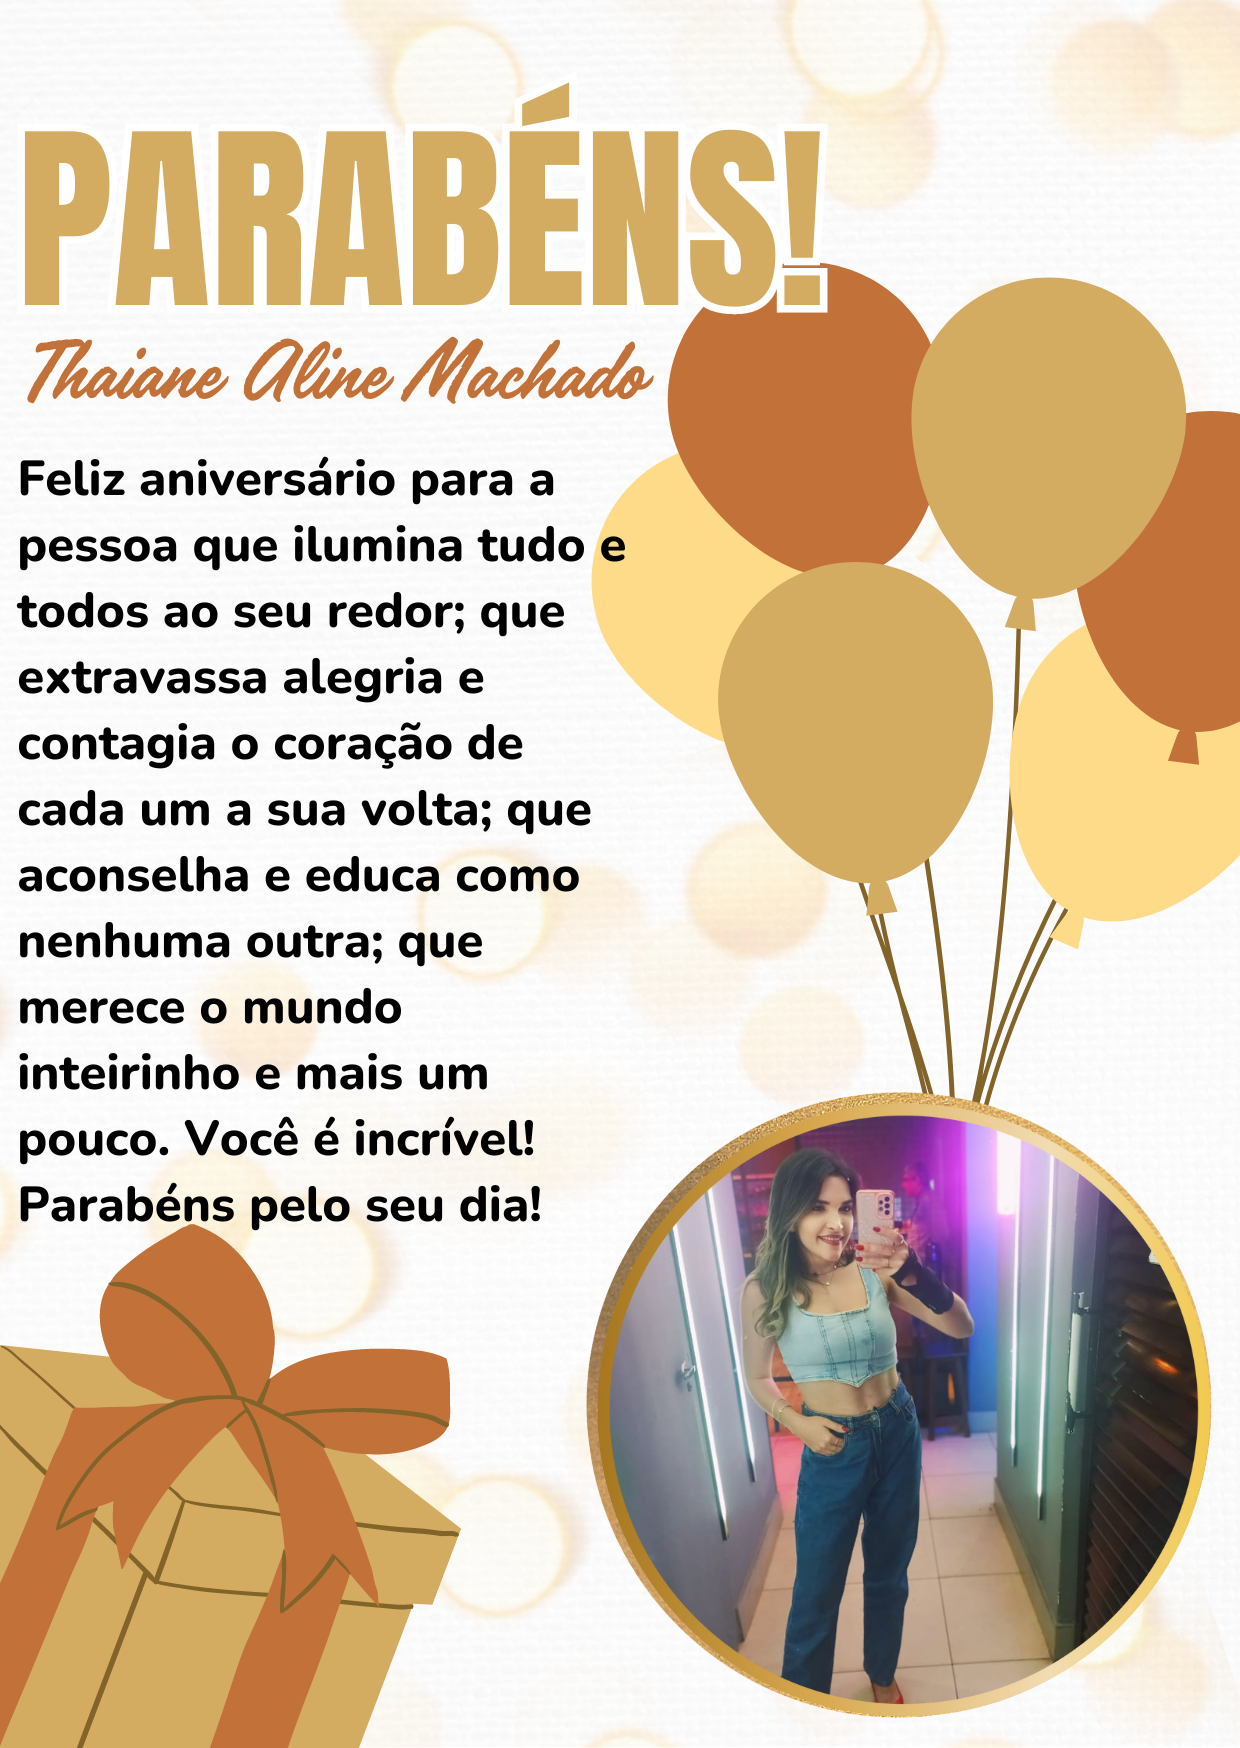 PARABÉNS!
Thaiane Aline Machado
Feliz aniversário para a
pessoa que ilumina tudo e
todos ao seu redor; que
extravassa alegria e
contagia o coração de
cada um a sua volta; que
aconselha e educa como
nenhuma outra; que
merece o mundo
inteirinho e mais um
pouco. Você é incrível!
Parabéns pelo seu dia!